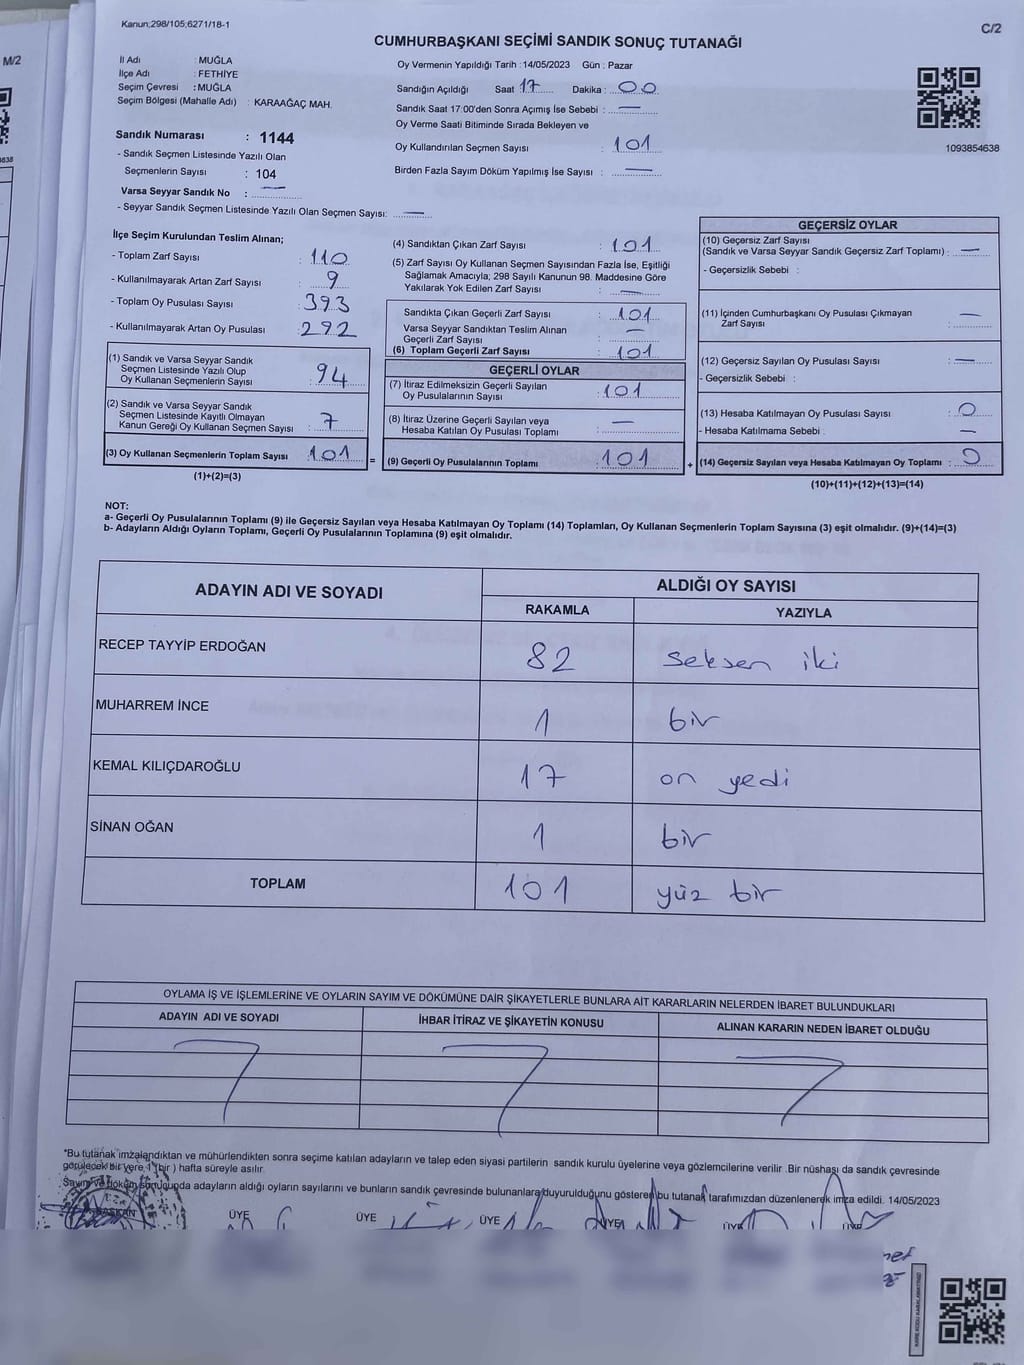 Kanun;298/105;6271/18-1
C/2
M/2
CUMHURBAŞKANI SEÇİMİ SANDIK SONUÇ TUTANAĞI
İl Adı : MUĞLA
İlçe Adı : FETHİYE
Seçim Çevresi : MUĞLA
Seçim Bölgesi (Mahalle Adı) : KARAAĞAÇ MAH.
Sandık Numarası : 1144
- Sandık Seçmen Listesinde Yazılı Olan
Seçmenlerin Sayısı : 104
Varsa Seyyar Sandık No : —
- Seyyar Sandık Seçmen Listesinde Yazılı Olan Seçmen Sayısı: —
Oy Vermenin Yapıldığı Tarih :14/05/2023 Gün : Pazar
Sandığın Açıldığı Saat 17 Dakika : 00
Sandık Saat 17:00'den Sonra Açımış İse Sebebi : —
Oy Verme Saati Bitiminde Sırada Bekleyen ve
Oy Kullandırılan Seçmen Sayısı : 101
Birden Fazla Sayım Döküm Yapılmış İse Sayısı : —
1093854638
İlçe Seçim Kurulundan Teslim Alınan;
- Toplam Zarf Sayısı : 110
- Kullanılmayarak Artan Zarf Sayısı : 9
- Toplam Oy Pusulası Sayısı : 393
- Kullanılmayarak Artan Oy Pusulası : 292
(1) Sandık ve Varsa Seyyar Sandık
Seçmen Listesinde Yazılı Olup
Oy Kullanan Seçmenlerin Sayısı : 94
(2) Sandık ve Varsa Seyyar Sandık
Seçmen Listesinde Kayıtlı Olmayan
Kanun Gereği Oy Kullanan Seçmen Sayısı : 7
(3) Oy Kullanan Seçmenlerin Toplam Sayısı : 101
(1)+(2)=(3)
(4) Sandıktan Çıkan Zarf Sayısı : 101
(5) Zarf Sayısı Oy Kullanan Seçmen Sayısından Fazla İse, Eşitliği
Sağlamak Amacıyla; 298 Sayılı Kanunun 98. Maddesine Göre
Yakılarak Yok Edilen Zarf Sayısı : —
Sandıkta Çıkan Geçerli Zarf Sayısı : 101
Varsa Seyyar Sandıktan Teslim Alınan
Geçerli Zarf Sayısı : —
(6) Toplam Geçerli Zarf Sayısı : 101
GEÇERLİ OYLAR
(7) İtiraz Edilmeksizin Geçerli Sayılan
Oy Pusulalarının Sayısı : 101
(8) İtiraz Üzerine Geçerli Sayılan veya
Hesaba Katılan Oy Pusulası Toplamı : —
= (9) Geçerli Oy Pusulalarının Toplamı : 101
GEÇERSİZ OYLAR
(10) Geçersiz Zarf Sayısı
(Sandık ve Varsa Seyyar Sandık Geçersiz Zarf Toplamı) : —
- Geçersizlik Sebebi :
(11) İçinden Cumhurbaşkanı Oy Pusulası Çıkmayan
Zarf Sayısı : —
(12) Geçersiz Sayılan Oy Pusulası Sayısı : —
- Geçersizlik Sebebi :
(13) Hesaba Katılmayan Oy Pusulası Sayısı : 0
- Hesaba Katılmama Sebebi : —
+ (14) Geçersiz Sayılan veya Hesaba Katılmayan Oy Toplamı : 0
(10)+(11)+(12)+(13)=(14)
NOT:
a- Geçerli Oy Pusulalarının Toplamı (9) ile Geçersiz Sayılan veya Hesaba Katılmayan Oy Toplamı (14) Toplamları, Oy Kullanan Seçmenlerin Toplam Sayısına (3) eşit olmalıdır. (9)+(14)=(3)
b- Adayların Aldığı Oyların Toplamı, Geçerli Oy Pusulalarının Toplamına (9) eşit olmalıdır.
ADAYIN ADI VE SOYADI
ALDIĞI OY SAYISI
RAKAMLA YAZIYLA
RECEP TAYYİP ERDOĞAN 82 seksen iki
MUHARREM İNCE 1 bir
KEMAL KILIÇDAROĞLU 17 on yedi
SİNAN OĞAN 1 bir
TOPLAM 101 yüz bir
OYLAMA İŞ VE İŞLEMLERİNE VE OYLARIN SAYIM VE DÖKÜMÜNE DAİR ŞİKAYETLERLE BUNLARA AİT KARARLARIN NELERDEN İBARET BULUNDUKLARI
ADAYIN ADI VE SOYADI İHBAR İTİRAZ VE ŞİKAYETİN KONUSU ALINAN KARARIN NEDEN İBARET OLDUĞU
*Bu tutanak imzalandıktan ve mühürlendikten sonra seçime katılan adayların ve talep eden siyasi partilerin sandık kurulu üyelerine veya gözlemcilerine verilir .Bir nüshası da sandık çevresinde
görülecek bir yere 1 (bir ) hafta süreyle asılır
Sayım ve döküm sonucunda adayların aldığı oyların sayılarını ve bunların sandık çevresinde bulunanlara duyurulduğunu gösteren bu tutanak tarafımızdan düzenlenerek imza edildi. 14/05/2023
BAŞKAN ÜYE ÜYE ÜYE ÜYE ÜYE ÜYE